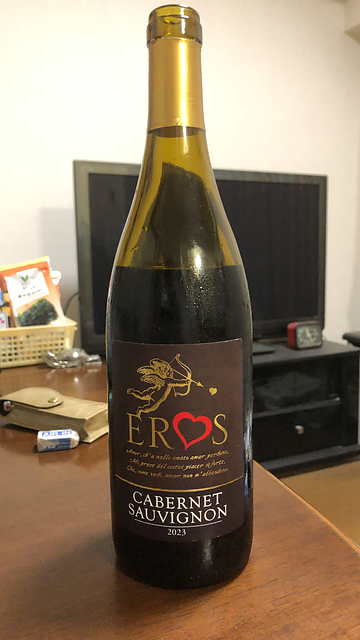 EROS
Amor, ch'a nullo amato amar perdona,
Mi prese del costui piacer sì forte,
Che, come vedi, ancor non m'abbandona.
CABERNET
SAUVIGNON
2023